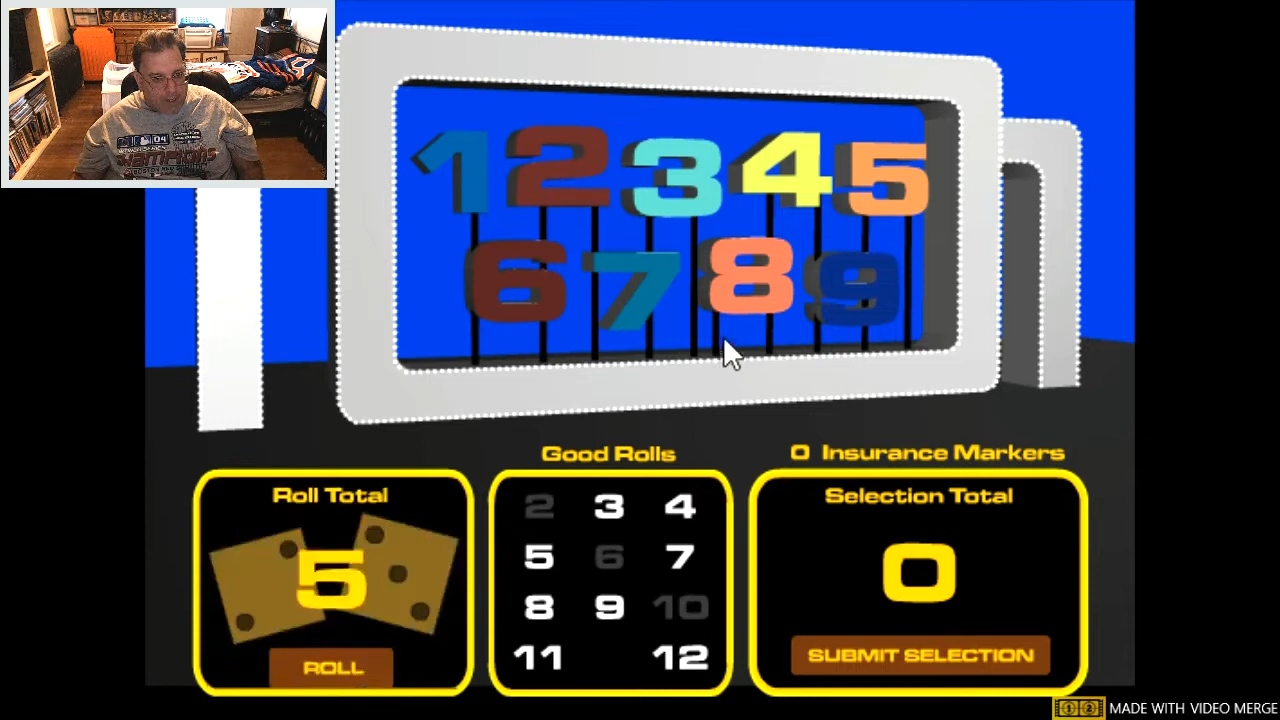 1 2 3 4 5
6 7 8 9
Good Rolls
0 Insurance Markers
Roll Total
5
ROLL
2 3 4
5 6 7
8 9 10
11 12
Selection Total
0
SUBMIT SELECTION
MADE WITH VIDEO MERGE